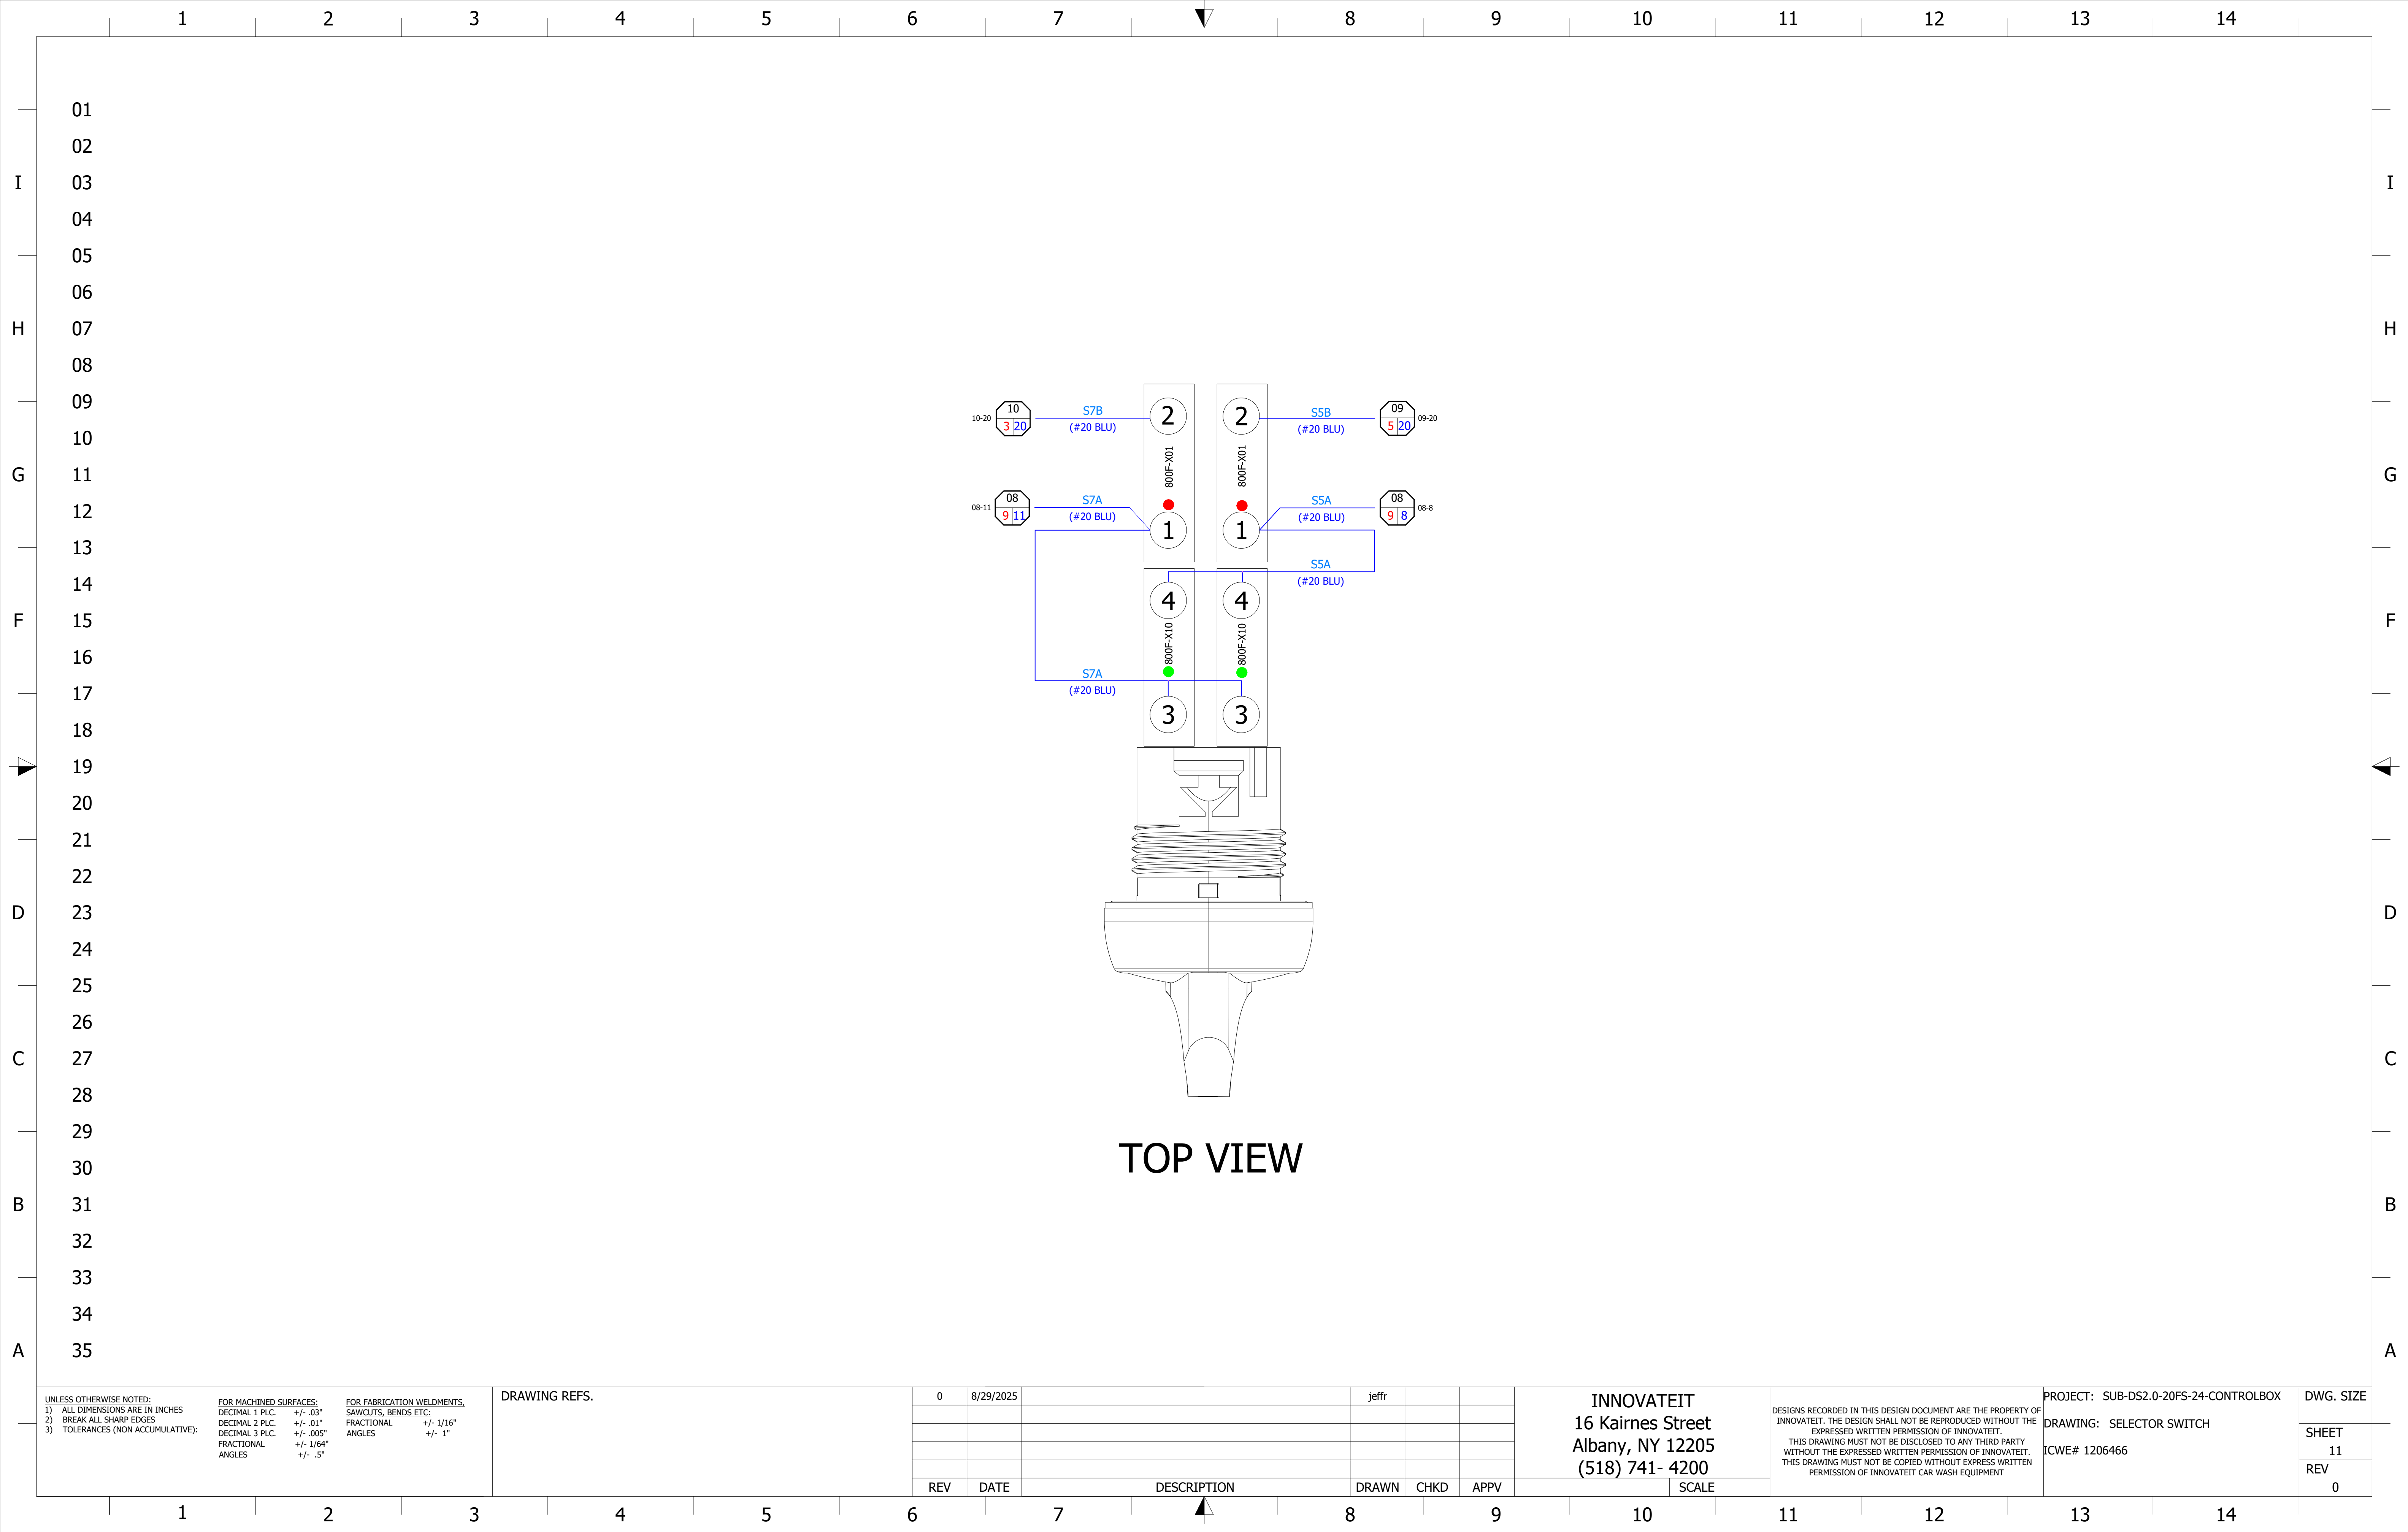 1 2 3 4 5 6 7 8 9 10 11 12 13 14
01
02
I 03 I
04
05
06
H 07 H
08
09
10
G 11 G
12
13
14
F 15 F
16
17
18
19
20
21
22
D 23 D
24
25
26
C 27 C
28
29
30
B 31 B
32
33
34
A 35 A
10-20
10
3 20
S7B
(#20 BLU)
2
800F-X01
2
800F-X01
S5B
(#20 BLU)
09
5 20
09-20
08-11
08
9 11
S7A
(#20 BLU)
1
1
S5A
(#20 BLU)
08
9 8
08-8
S5A
(#20 BLU)
4
800F-X10
4
800F-X10
S7A
(#20 BLU)
3
3
TOP VIEW
UNLESS OTHERWISE NOTED:
1) ALL DIMENSIONS ARE IN INCHES
2) BREAK ALL SHARP EDGES
3) TOLERANCES (NON ACCUMULATIVE):
FOR MACHINED SURFACES:
DECIMAL 1 PLC. +/- .03"
DECIMAL 2 PLC. +/- .01"
DECIMAL 3 PLC. +/- .005"
FRACTIONAL +/- 1/64"
ANGLES +/- .5"
FOR FABRICATION WELDMENTS,
SAWCUTS, BENDS ETC:
FRACTIONAL +/- 1/16"
ANGLES +/- 1"
DRAWING REFS.
0 8/29/2025 jeffr
REV DATE DESCRIPTION DRAWN CHKD APPV
INNOVATEIT
16 Kairnes Street
Albany, NY 12205
(518) 741- 4200
SCALE
DESIGNS RECORDED IN THIS DESIGN DOCUMENT ARE THE PROPERTY OF
INNOVATEIT. THE DESIGN SHALL NOT BE REPRODUCED WITHOUT THE
EXPRESSED WRITTEN PERMISSION OF INNOVATEIT.
THIS DRAWING MUST NOT BE DISCLOSED TO ANY THIRD PARTY
WITHOUT THE EXPRESSED WRITTEN PERMISSION OF INNOVATEIT.
THIS DRAWING MUST NOT BE COPIED WITHOUT EXPRESS WRITTEN
PERMISSION OF INNOVATEIT CAR WASH EQUIPMENT
PROJECT: SUB-DS2.0-20FS-24-CONTROLBOX
DRAWING: SELECTOR SWITCH
ICWE# 1206466
DWG. SIZE
SHEET
11
REV
0
1 2 3 4 5 6 7 8 9 10 11 12 13 14